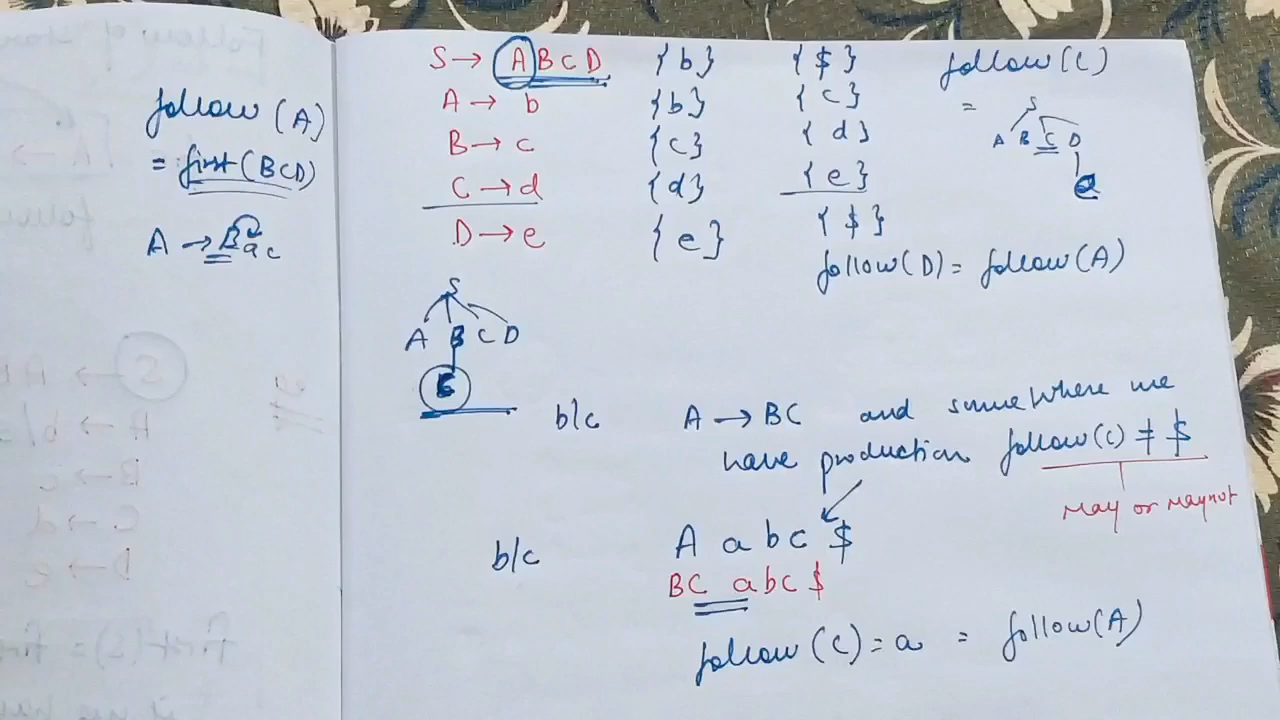 follow (A)
= first (BCD)
A → Bac
S → ABCD {b} {$}
A → b {b} {c}
B → c {c} {d}
C → d {d} {e}
D → e {e} {$}
follow (C)
=
S
A B C D
e
follow (D) = follow (A)
S
A B C D
b/c A → BC and somewhere we
have production follow (c) ≠ $
May or May not
b/c A a b c $
BC abc $
follow (C) = a = follow (A)